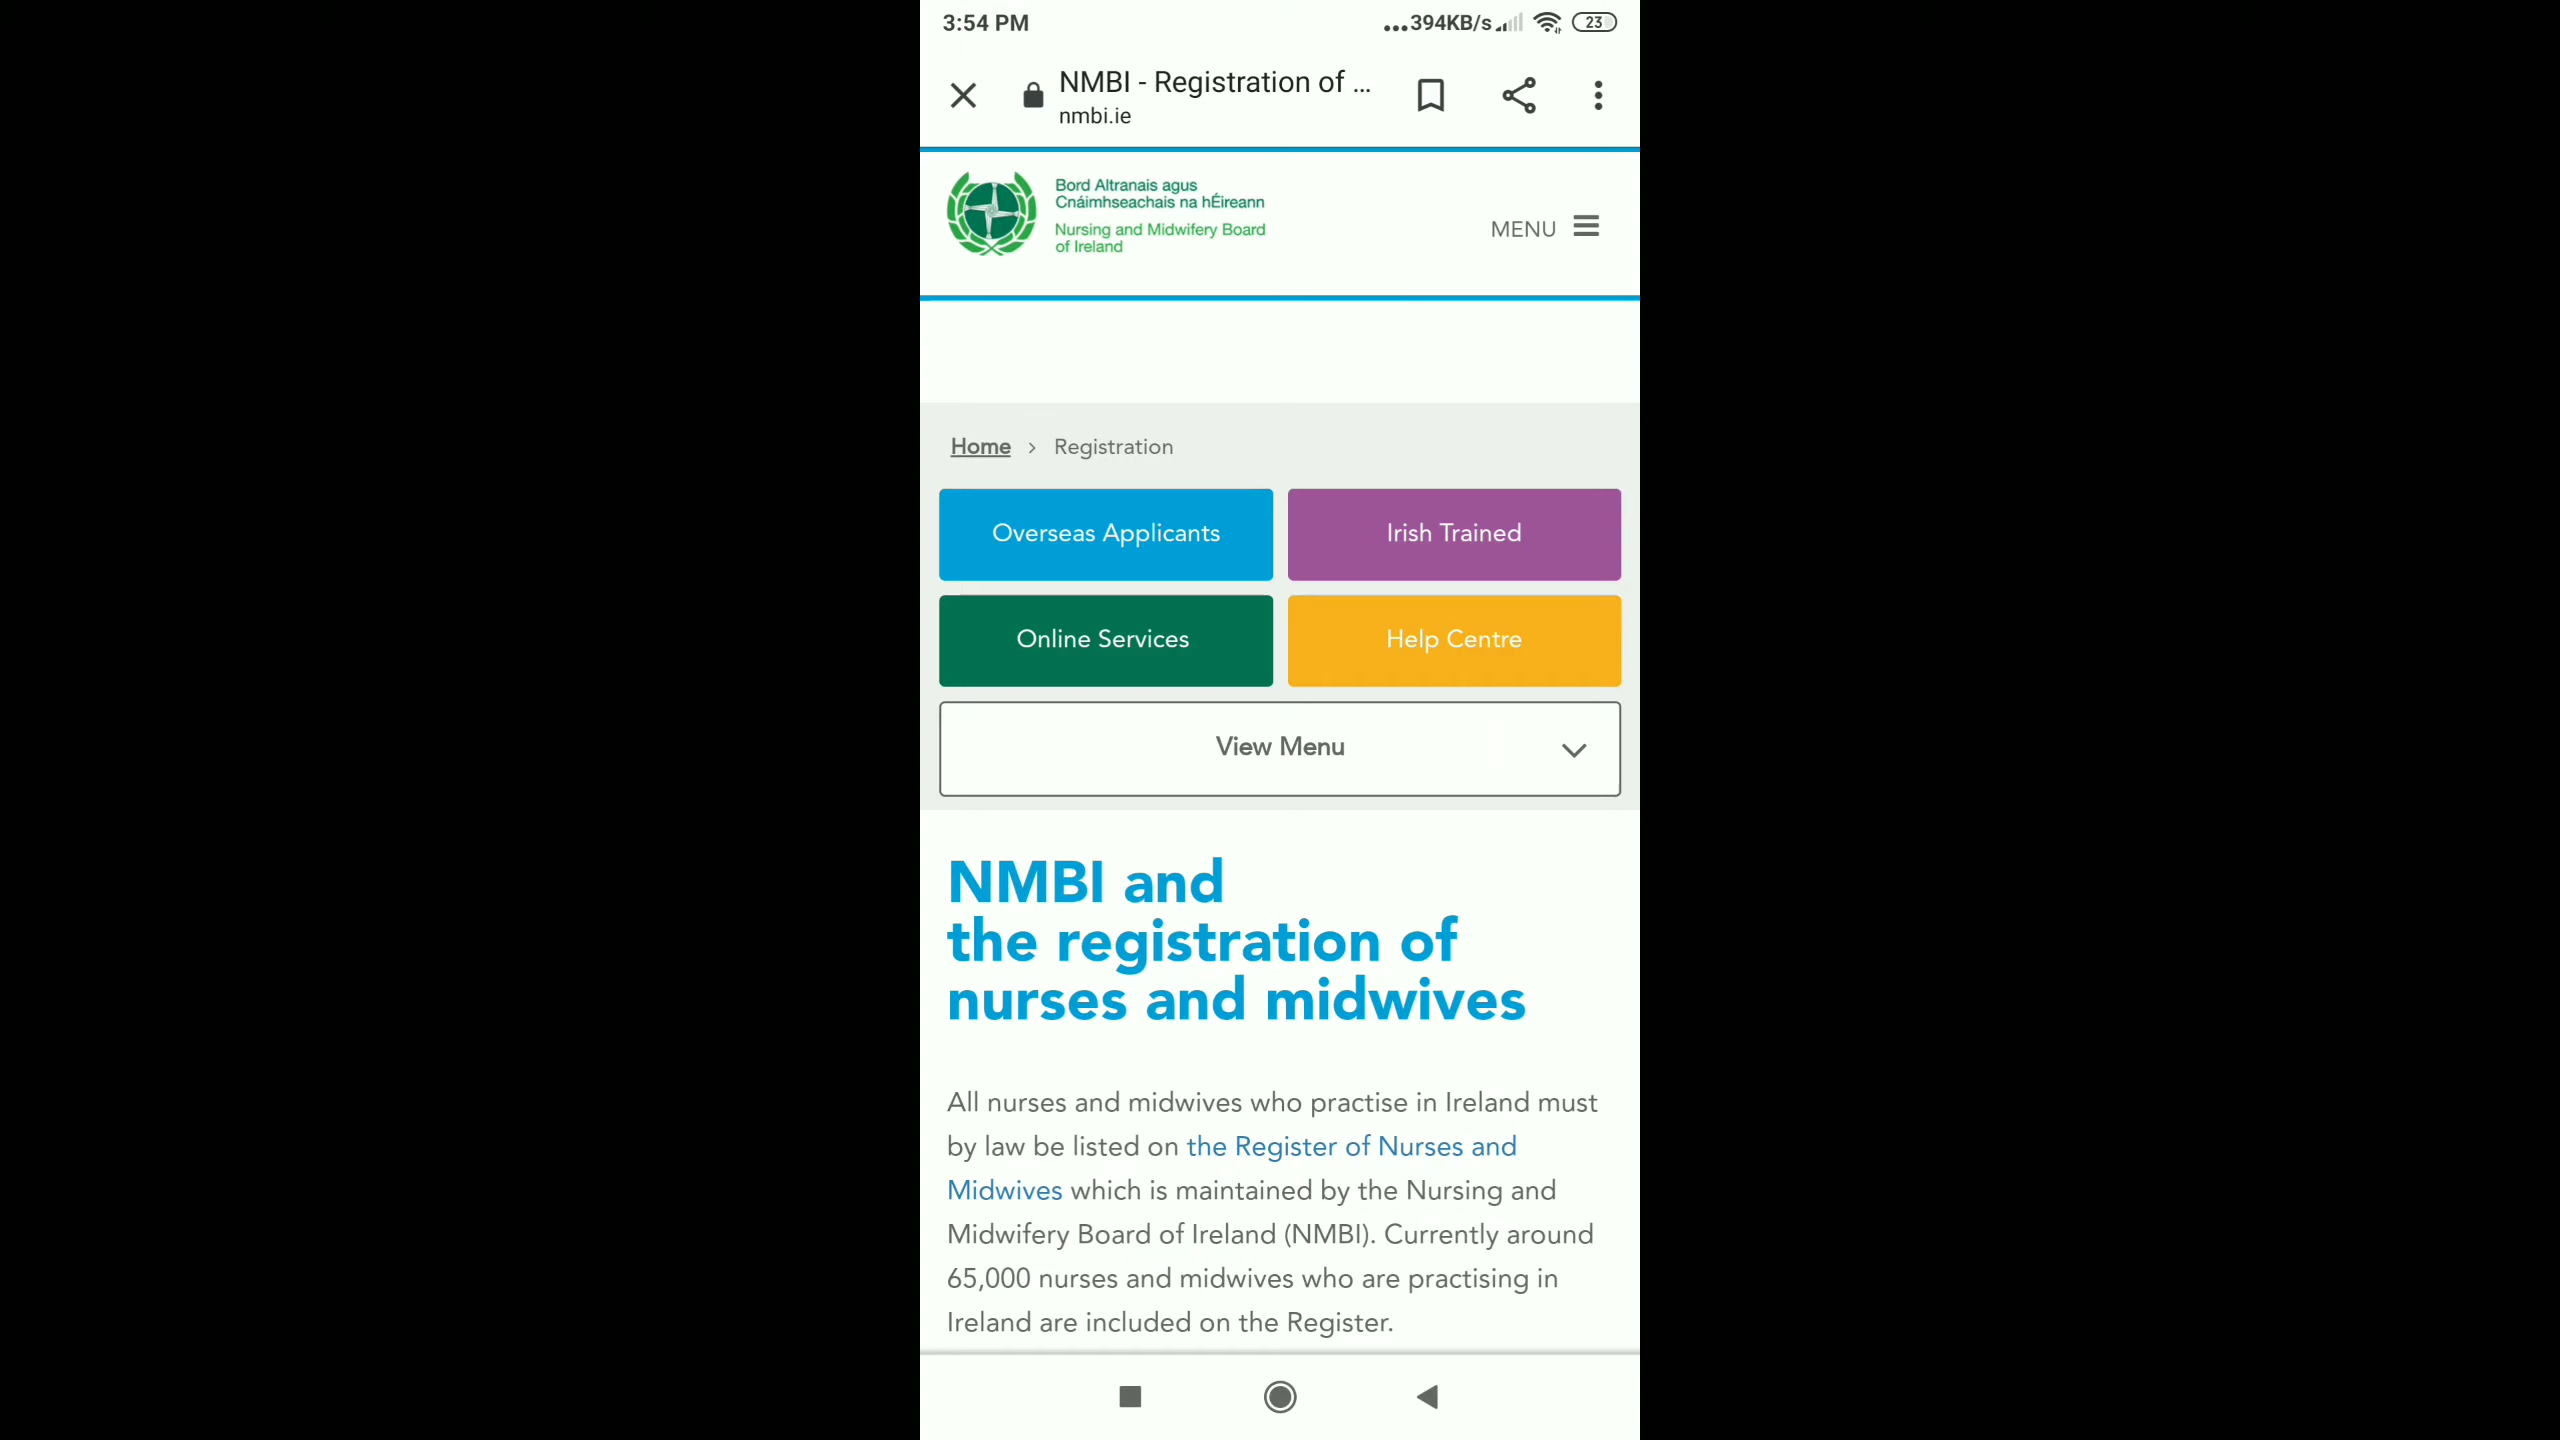 3:54 PM
...394KB/s
23
NMBI - Registration of ...
nmbi.ie
Bord Altranais agus
Cnáimhseachais na hÉireann
Nursing and Midwifery Board
of Ireland
MENU
Home > Registration
Overseas Applicants
Irish Trained
Online Services
Help Centre
View Menu
NMBI and
the registration of
nurses and midwives
All nurses and midwives who practise in Ireland must
by law be listed on the Register of Nurses and
Midwives which is maintained by the Nursing and
Midwifery Board of Ireland (NMBI). Currently around
65,000 nurses and midwives who are practising in
Ireland are included on the Register.